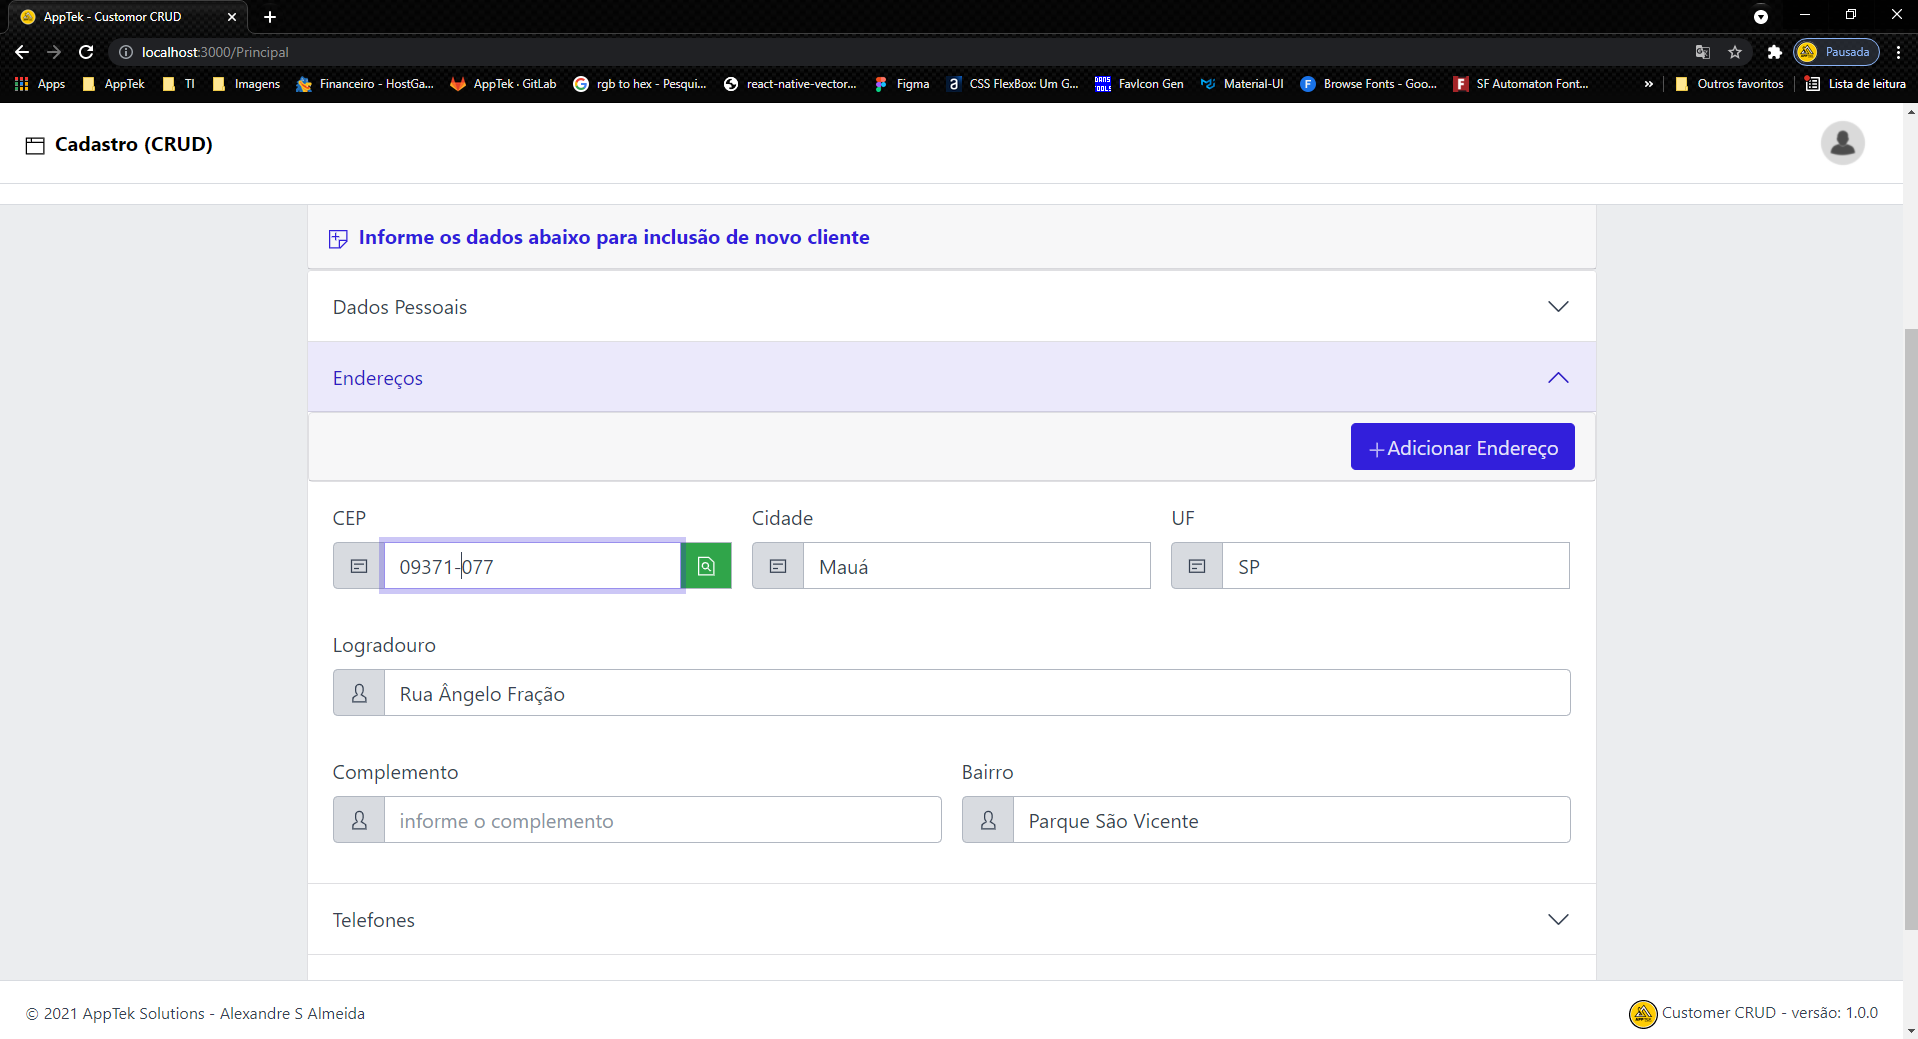 AppTek - Customor CRUD
localhost:3000/Principal
Pausada
Apps
AppTek
TI
Imagens
Financeiro - HostGa...
AppTek · GitLab
rgb to hex - Pesqui...
react-native-vector...
Figma
CSS FlexBox: Um G...
FavIcon Gen
Material-UI
Browse Fonts - Goo...
SF Automaton Font...
»
Outros favoritos
Lista de leitura
Cadastro (CRUD)
Informe os dados abaixo para inclusão de novo cliente
Dados Pessoais
Endereços
+Adicionar Endereço
CEP
Cidade
UF
09371-077
Mauá
SP
Logradouro
Rua Ângelo Fração
Complemento
Bairro
informe o complemento
Parque São Vicente
Telefones
© 2021 AppTek Solutions - Alexandre S Almeida
Customer CRUD - versão: 1.0.0